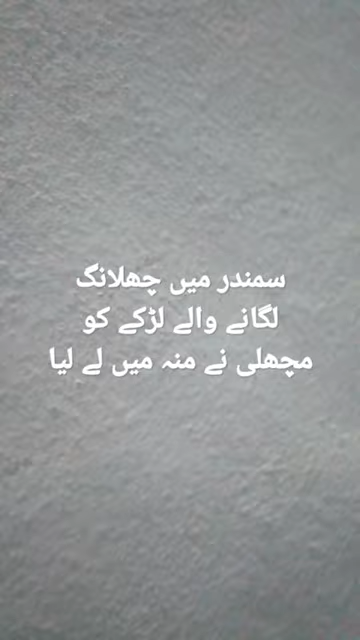 سمندر میں چھلانگ
لگانے والے لڑکے کو
مچھلی نے منہ میں لے لیا